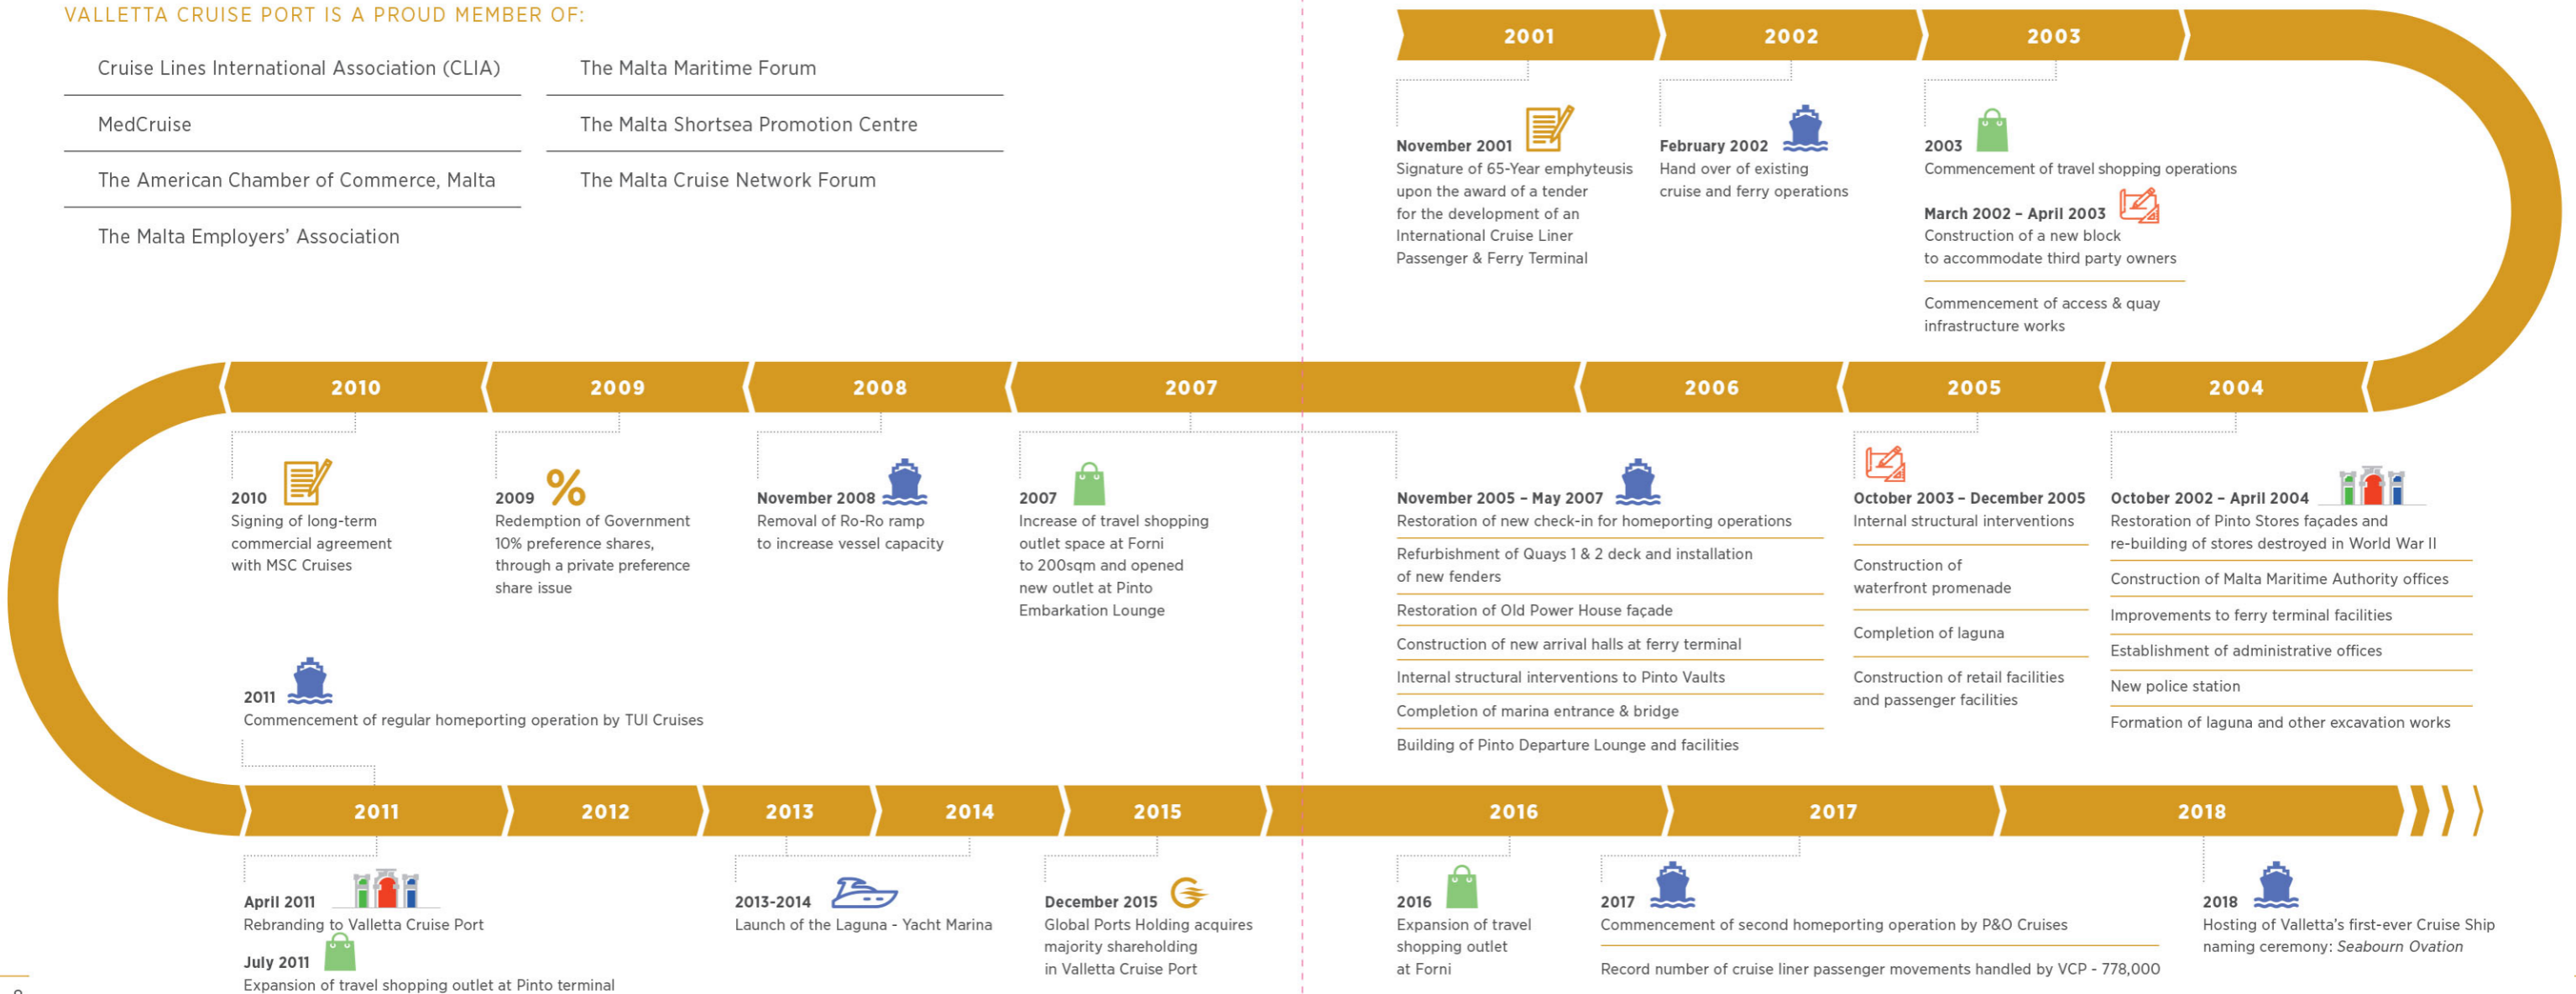 VALLETTA CRUISE PORT IS A PROUD MEMBER OF:
Cruise Lines International Association (CLIA)
MedCruise
The American Chamber of Commerce, Malta
The Malta Employers' Association
The Malta Maritime Forum
The Malta Shortsea Promotion Centre
The Malta Cruise Network Forum
2001
2002
2003
November 2001
Signature of 65-Year emphyteusis
upon the award of a tender
for the development of an
International Cruise Liner
Passenger & Ferry Terminal
February 2002
Hand over of existing
cruise and ferry operations
2003
Commencement of travel shopping operations
March 2002 – April 2003
Construction of a new block
to accommodate third party owners
Commencement of access & quay
infrastructure works
2010
2009
2008
2007
2006
2005
2004
2010
Signing of long-term
commercial agreement
with MSC Cruises
2009
%
Redemption of Government
10% preference shares,
through a private preference
share issue
November 2008
Removal of Ro-Ro ramp
to increase vessel capacity
2007
Increase of travel shopping
outlet space at Forni
to 200sqm and opened
new outlet at Pinto
Embarkation Lounge
November 2005 – May 2007
Restoration of new check-in for homeporting operations
Refurbishment of Quays 1 & 2 deck and installation
of new fenders
Restoration of Old Power House façade
Construction of new arrival halls at ferry terminal
Internal structural interventions to Pinto Vaults
Completion of marina entrance & bridge
Building of Pinto Departure Lounge and facilities
October 2003 – December 2005
Internal structural interventions
Construction of
waterfront promenade
Completion of laguna
Construction of retail facilities
and passenger facilities
October 2002 – April 2004
Restoration of Pinto Stores façades and
re-building of stores destroyed in World War II
Construction of Malta Maritime Authority offices
Improvements to ferry terminal facilities
Establishment of administrative offices
New police station
Formation of laguna and other excavation works
2011
Commencement of regular homeporting operation by TUI Cruises
2011
2012
2013
2014
2015
2016
2017
2018
April 2011
Rebranding to Valletta Cruise Port
July 2011
Expansion of travel shopping outlet at Pinto terminal
2013-2014
Launch of the Laguna - Yacht Marina
December 2015
Global Ports Holding acquires
majority shareholding
in Valletta Cruise Port
2016
Expansion of travel
shopping outlet
at Forni
2017
Commencement of second homeporting operation by P&O Cruises
Record number of cruise liner passenger movements handled by VCP - 778,000
2018
Hosting of Valletta's first-ever Cruise Ship
naming ceremony: Seabourn Ovation